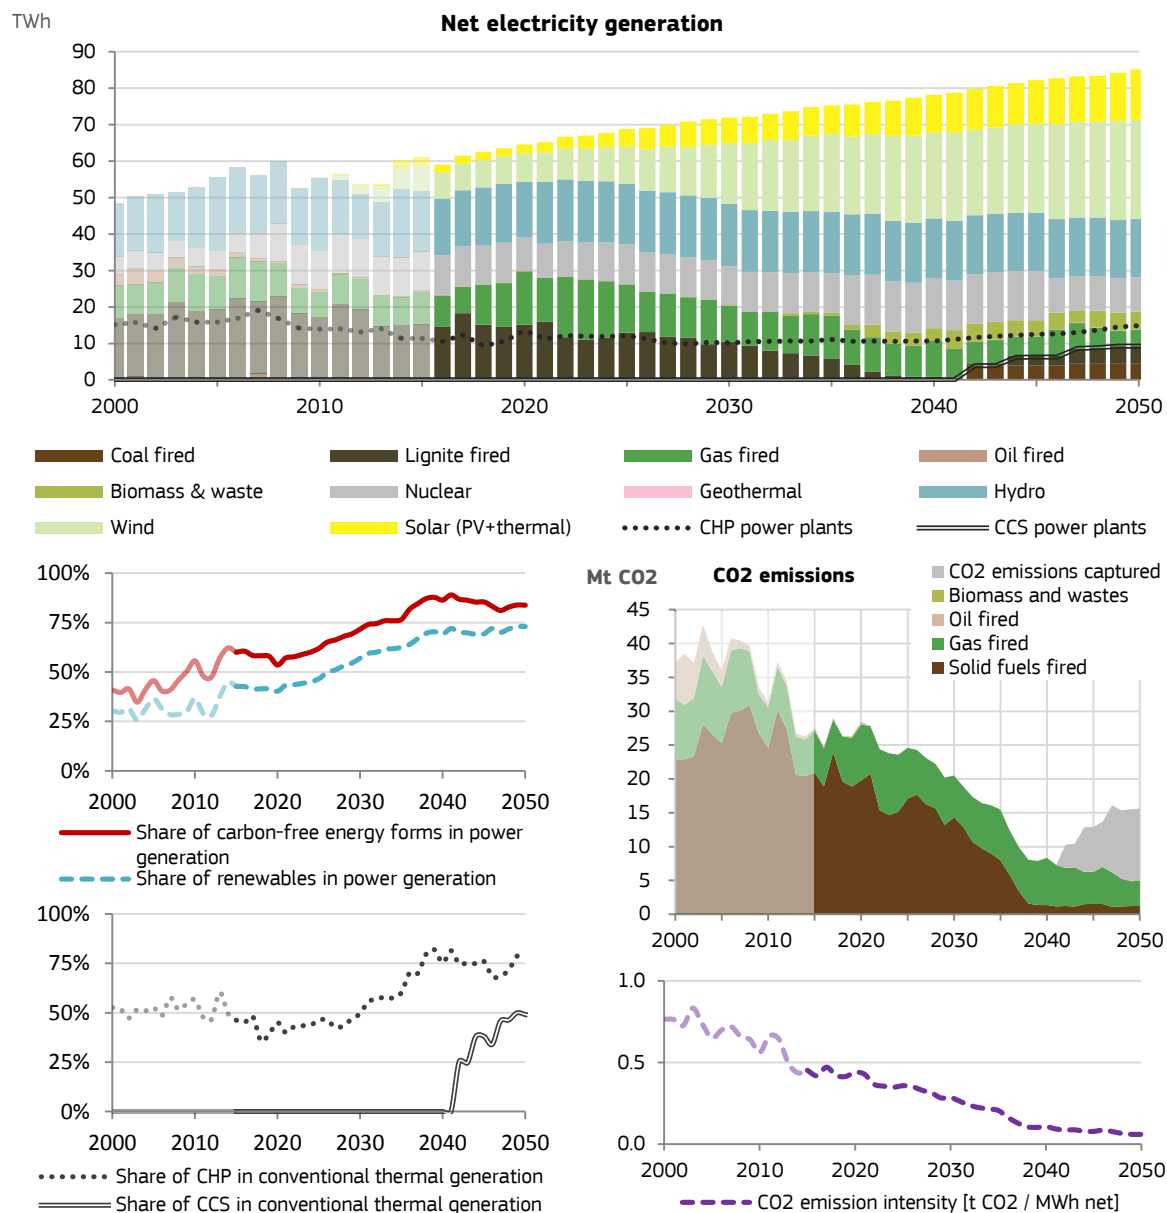 TWh
Net electricity generation
90
80
70
60
50
40
30
20
10
0
2000 2010 2020 2030 2040 2050
Coal fired Lignite fired Gas fired Oil fired
Biomass & waste Nuclear Geothermal Hydro
Wind Solar (PV+thermal) CHP power plants CCS power plants
100%
75%
50%
25%
0%
2000 2010 2020 2030 2040 2050
Share of carbon-free energy forms in power
generation
Share of renewables in power generation
Mt CO2
CO2 emissions
CO2 emissions captured
Biomass and wastes
Oil fired
Gas fired
Solid fuels fired
45
40
35
30
25
20
15
10
5
0
2000 2010 2020 2030 2040 2050
100%
75%
50%
25%
0%
2000 2010 2020 2030 2040 2050
Share of CHP in conventional thermal generation
Share of CCS in conventional thermal generation
1.0
0.5
0.0
2000 2010 2020 2030 2040 2050
CO2 emission intensity [t CO2 / MWh net]